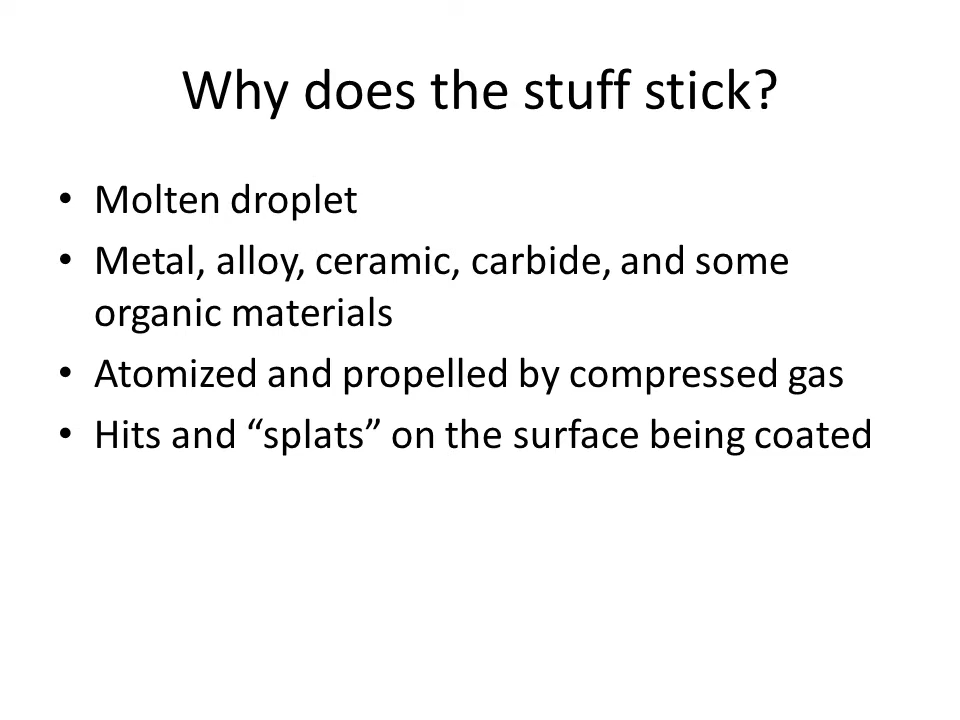 Why does the stuff stick?
• Molten droplet
• Metal, alloy, ceramic, carbide, and some
organic materials
• Atomized and propelled by compressed gas
• Hits and “splats” on the surface being coated